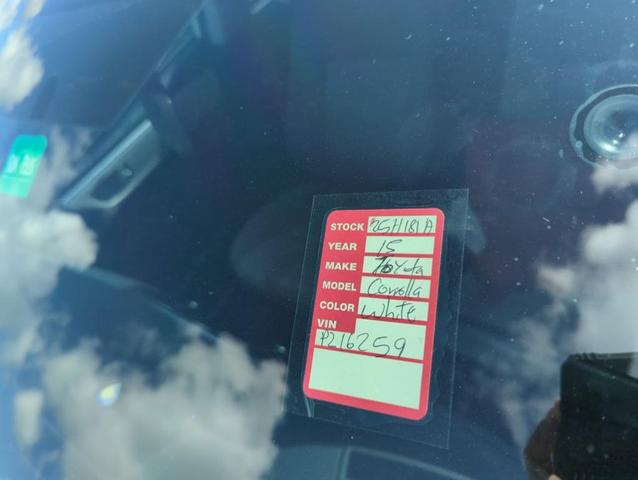 STOCK 25H181A
YEAR 15
MAKE Toyota
MODEL Corolla
COLOR White
VIN
P216259